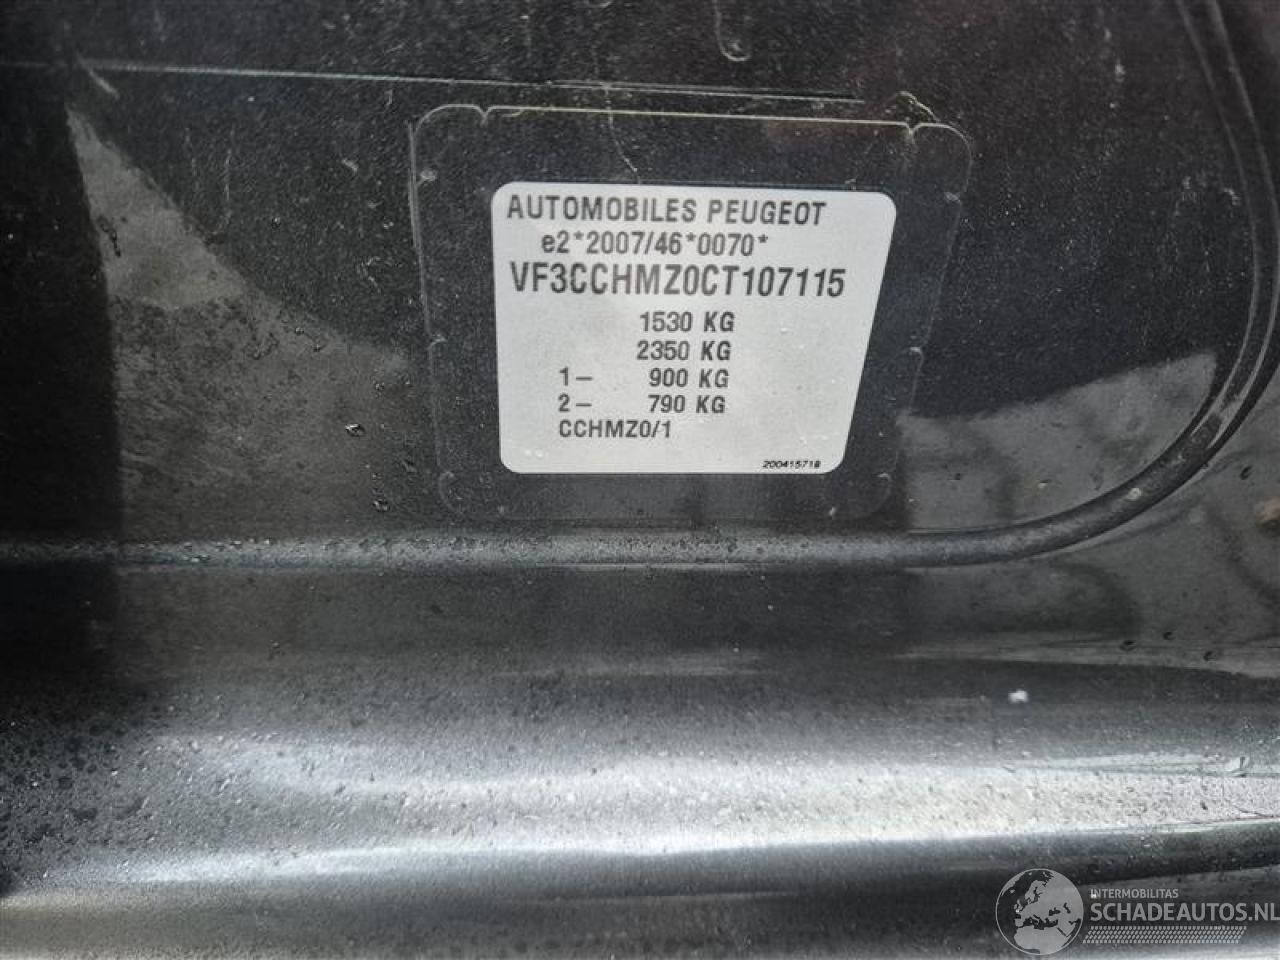 AUTOMOBILES PEUGEOT
e2*2007/46*0070*
VF3CCHMZ0CT107115
1530 KG
2350 KG
1- 900 KG
2- 790 KG
CCHMZ0/1
200415718
INTERMOBILITAS
SCHADEAUTOS.NL